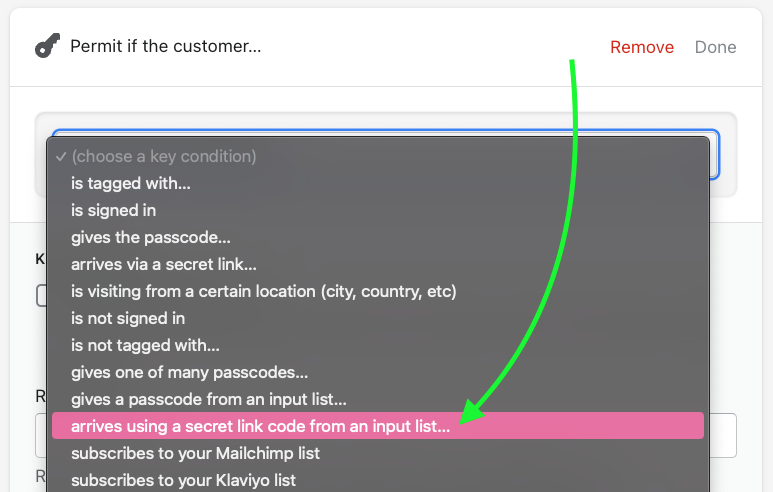 Permit if the customer...
Remove
Done
✓ (choose a key condition)
is tagged with...
is signed in
gives the passcode...
arrives via a secret link...
is visiting from a certain location (city, country, etc)
is not signed in
is not tagged with...
gives one of many passcodes...
gives a passcode from an input list...
arrives using a secret link code from an input list...
subscribes to your Mailchimp list
subscribes to your Klaviyo list